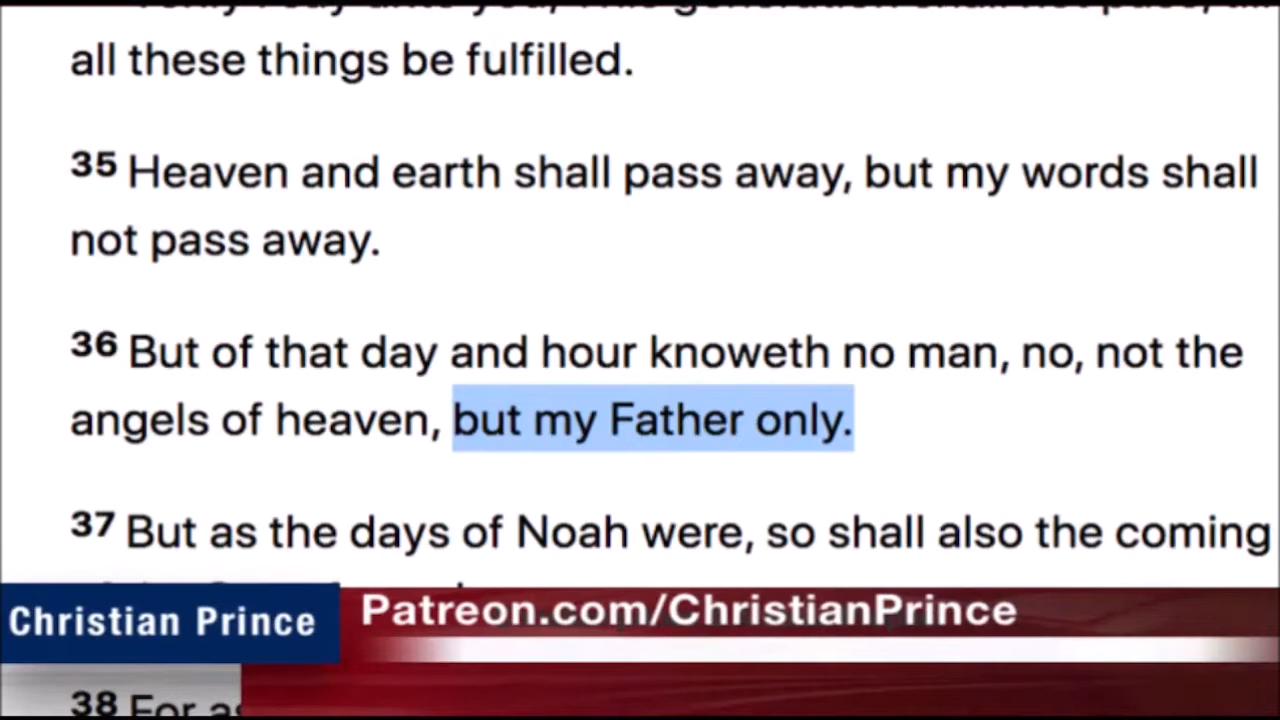 all these things be fulfilled.
35 Heaven and earth shall pass away, but my words shall
not pass away.
36 But of that day and hour knoweth no man, no, not the
angels of heaven, but my Father only.
37 But as the days of Noah were, so shall also the coming
Christian Prince
Patreon.com/ChristianPrince
38 For as